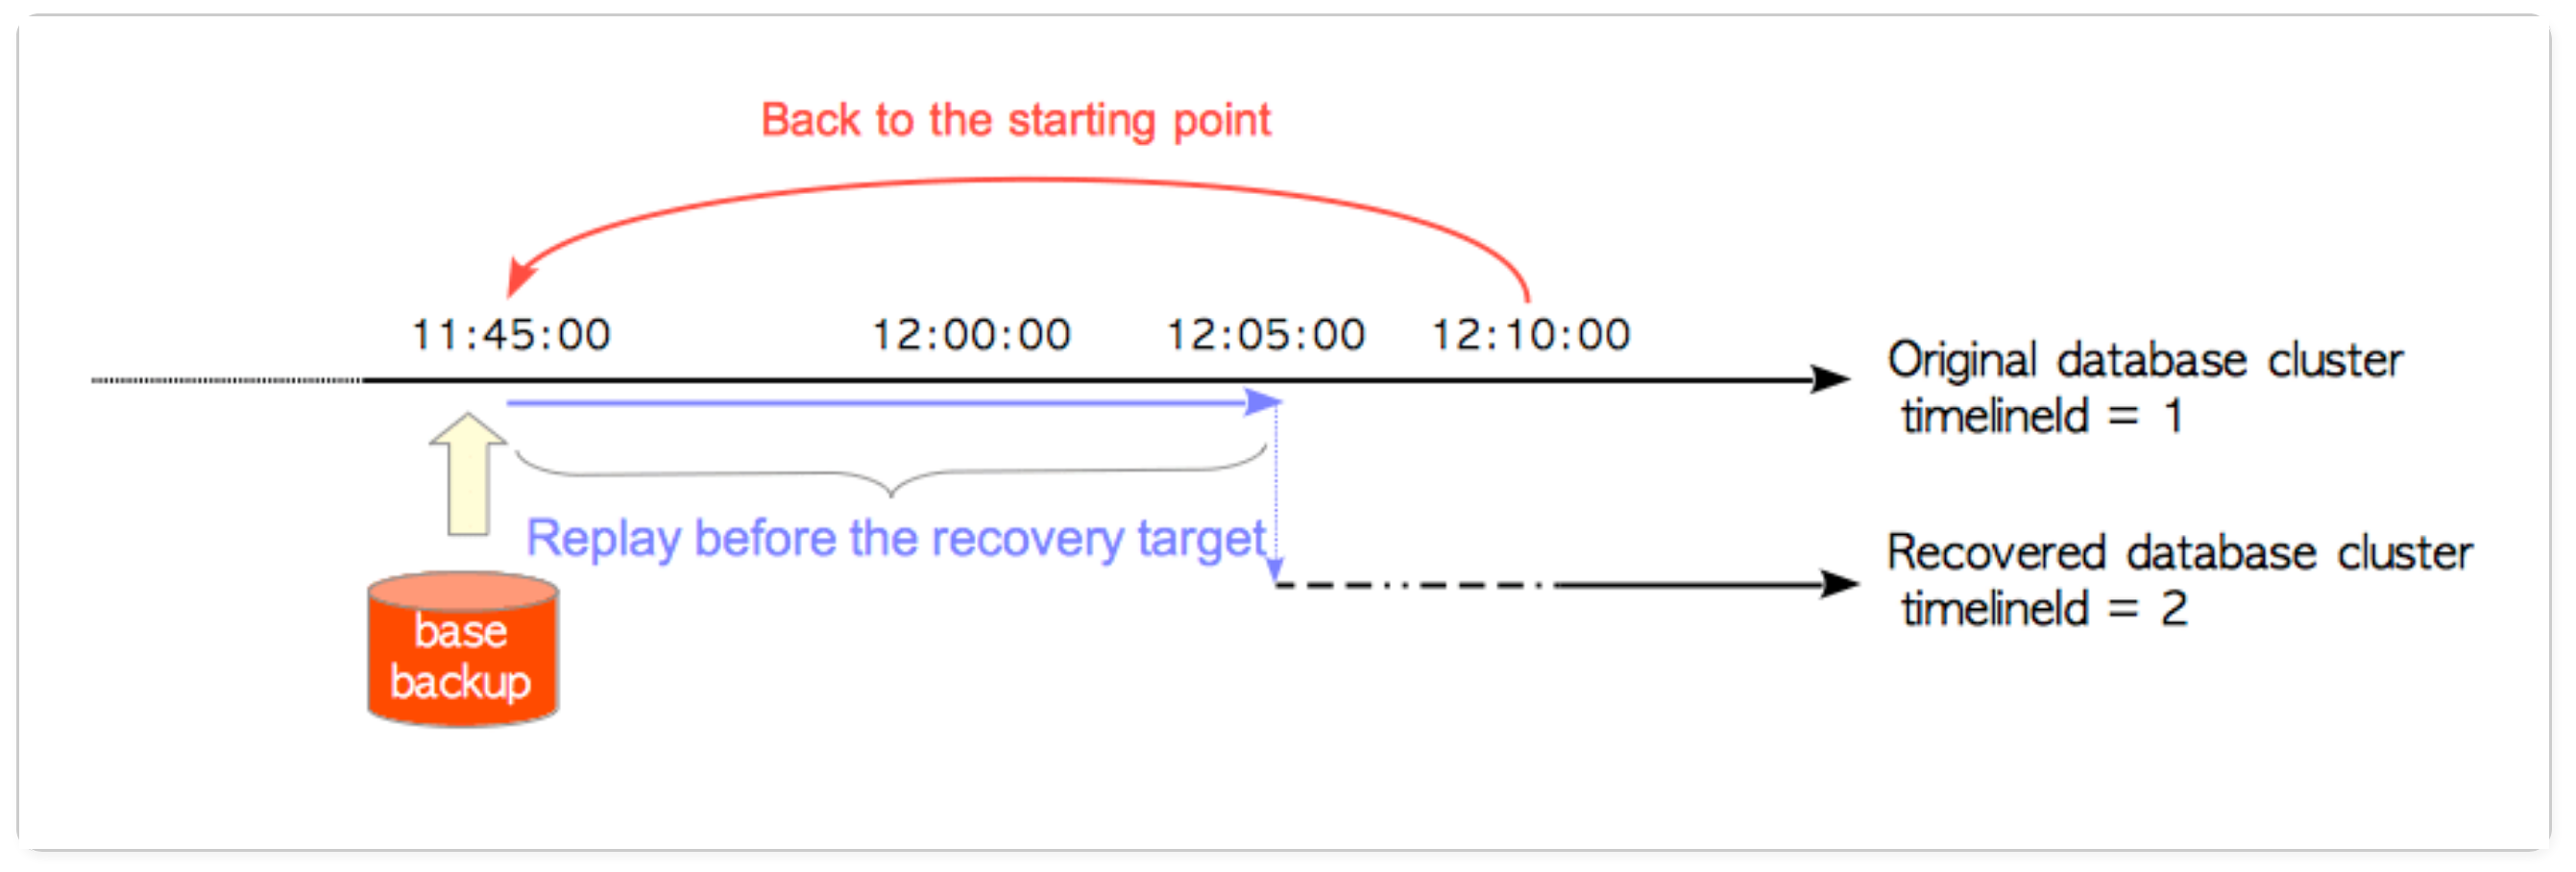 Back to the starting point
11:45:00 12:00:00 12:05:00 12:10:00
Original database cluster
timelineId = 1
Replay before the recovery target
Recovered database cluster
timelineId = 2
base
backup